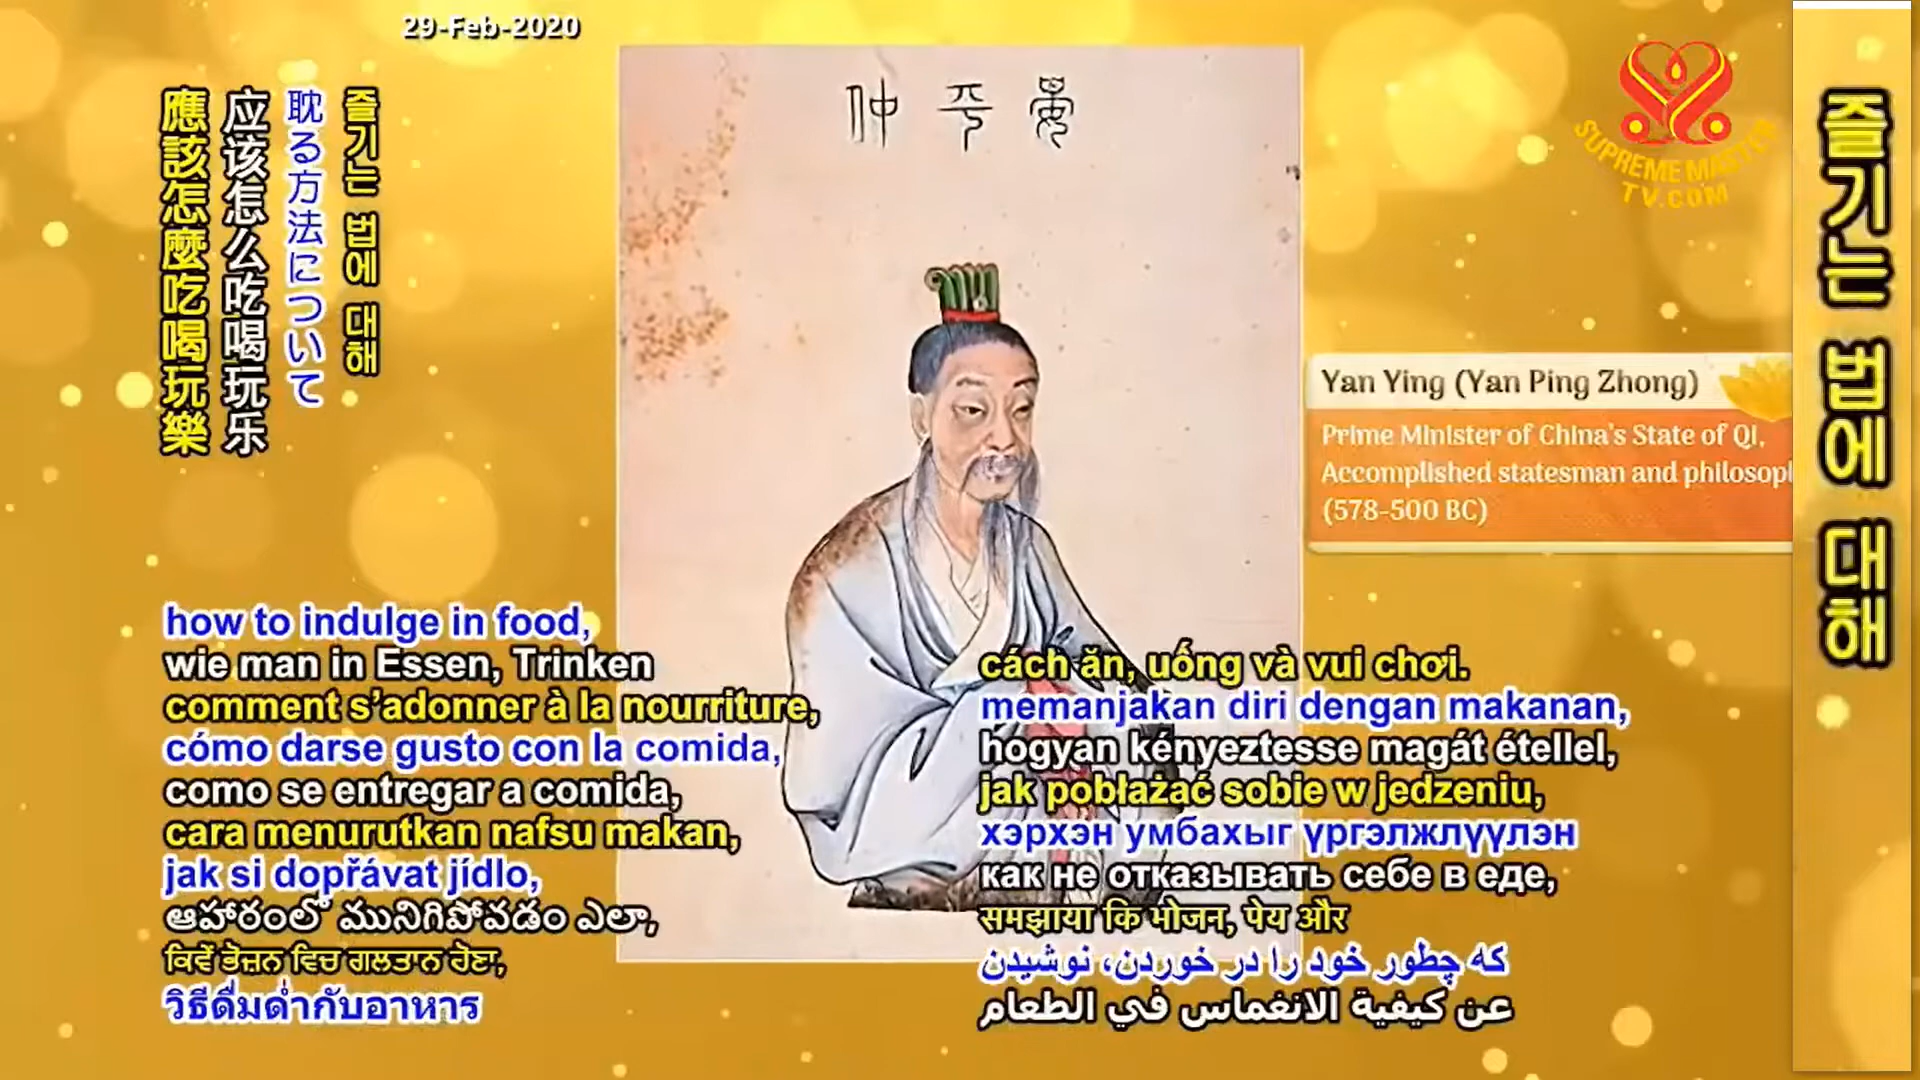 29-Feb-2020
應該怎麼吃喝玩樂
应该怎么吃喝玩乐
耽る方法について
즐기는 법에 대해
仲平晏
SUPREME MASTER
TV.COM
Yan Ying (Yan Ping Zhong)
Prime Minister of China's State of Qi,
Accomplished statesman and philosoph
(578-500 BC)
즐기는 법에 대해
how to indulge in food,
wie man in Essen, Trinken
comment s'adonner à la nourriture,
cómo darse gusto con la comida,
como se entregar a comida,
cara menurutkan nafsu makan,
jak si dopřávat jídlo,
ఆహారంలో మునిగిపోవడం ఎలా,
ਕਿਵੇਂ ਭੋਜ਼ਨ ਵਿਚ ਗਲਤਾਨ ਹੋਣਾ,
วิธีดื่มด่ำกับอาหาร
cách ăn, uống và vui chơi.
memanjakan diri dengan makanan,
hogyan kényeztesse magát étellel,
jak pobłażać sobie w jedzeniu,
хэрхэн умбахыг үргэлжлүүлэн
как не отказывать себе в еде,
समझाया कि भोजन, पेय और
که چطور خود را در خوردن، نوشیدن
عن كيفية الانغماس في الطعام